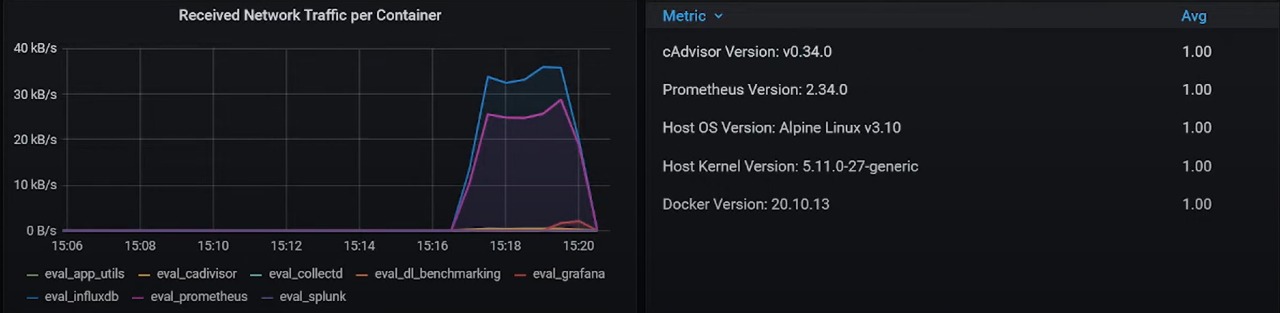 Received Network Traffic per Container
40 kB/s
30 kB/s
20 kB/s
10 kB/s
0 B/s
15:06 15:08 15:10 15:12 15:14 15:16 15:18 15:20
eval_app_utils eval_cadivisor eval_collectd eval_dl_benchmarking eval_grafana
eval_influxdb eval_prometheus eval_splunk
Metric Avg
cAdvisor Version: v0.34.0 1.00
Prometheus Version: 2.34.0 1.00
Host OS Version: Alpine Linux v3.10 1.00
Host Kernel Version: 5.11.0-27-generic 1.00
Docker Version: 20.10.13 1.00